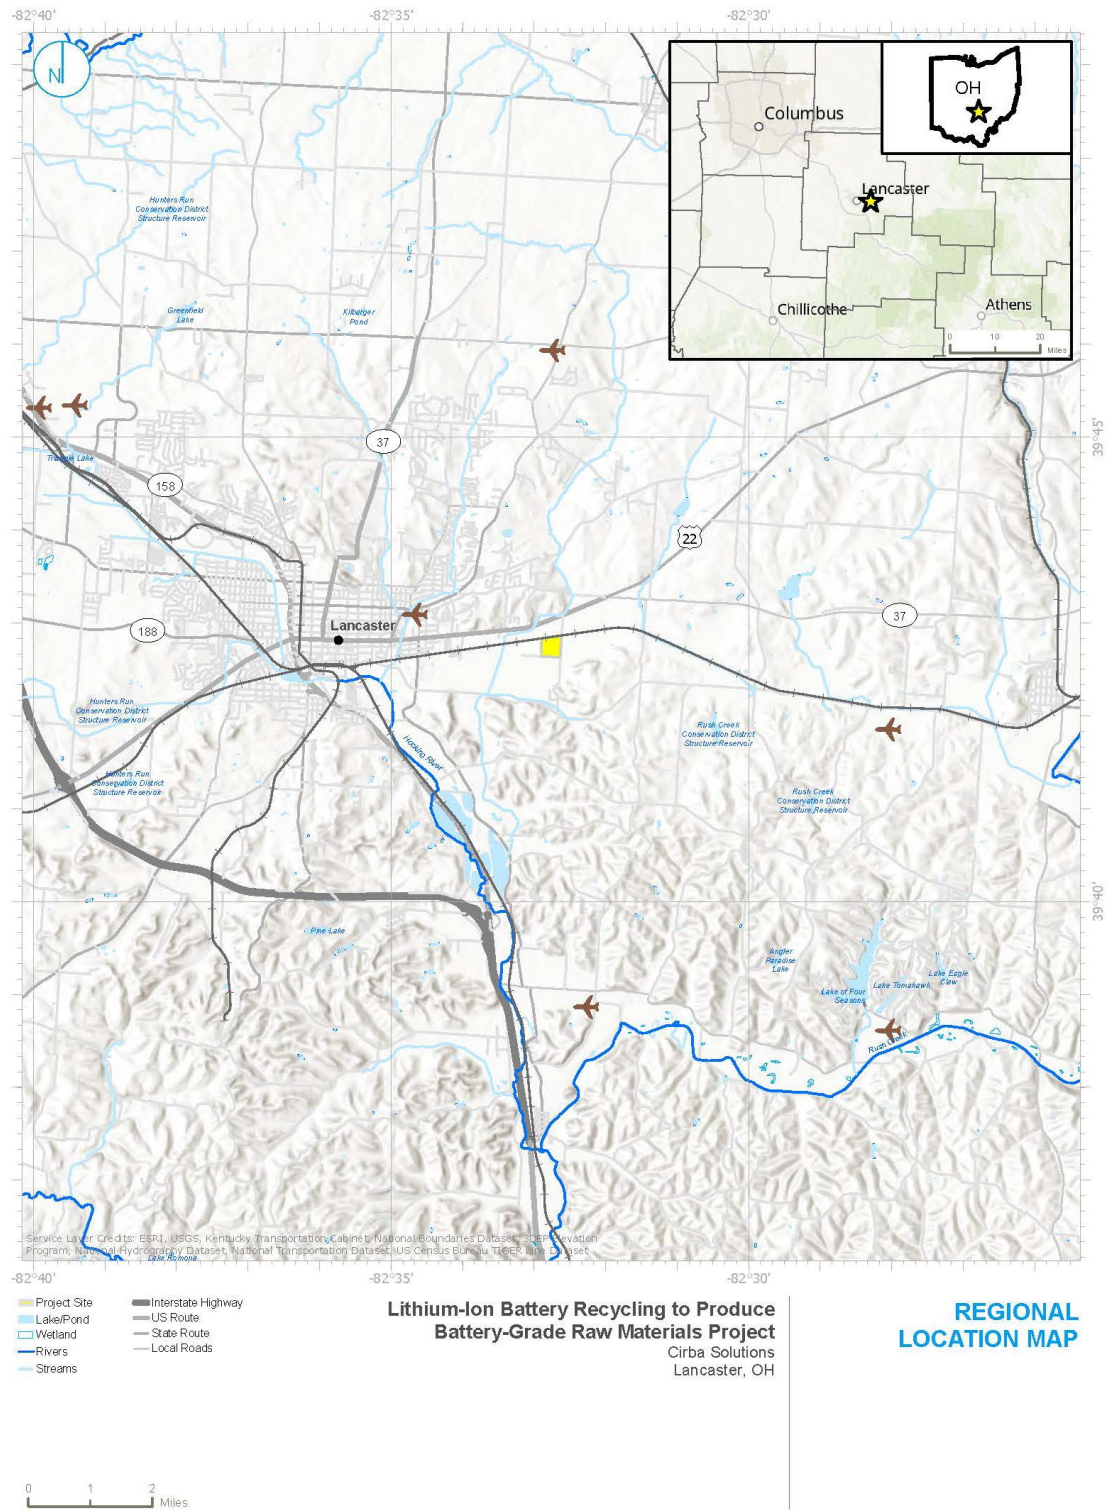 -82°40'
-82°35'
-82°30'
N
OH
Columbus
Lancaster
Chillicothe
Athens
0 10 20
Miles
Hunters Run
Conservation District
Structure Reservoir
Greenfield
Lake
Kilbarger
Pond
39°45'
37
Triangle Lake
158
22
37
188
Lancaster
Hunters Run
Conservation District
Structure Reservoir
Rush Creek
Conservation District
Structure Reservoir
Hocking River
Hunters Run
Conservation District
Structure Reservoir
Rush Creek
Conservation District
Structure Reservoir
39°40'
Pine Lake
Angler
Paradise
Lake
Lake Eagle
Claw
Lake of Four
Seasons
Lake Tomahawk
Rush Creek
Service Layer Credits: ESRI, USGS, Kentucky Transportation Cabinet, National Boundaries Dataset, 3DEP Elevation
Program, National Hydrography Dataset, National Transportation Dataset, US Census Bureau TIGER Line Dataset
Lake Romona
-82°40'
-82°35'
-82°30'
Project Site
Lake/Pond
Wetland
Rivers
Streams
Interstate Highway
US Route
State Route
Local Roads
Lithium-Ion Battery Recycling to Produce
Battery-Grade Raw Materials Project
Cirba Solutions
Lancaster, OH
REGIONAL
LOCATION MAP
0 1 2
Miles